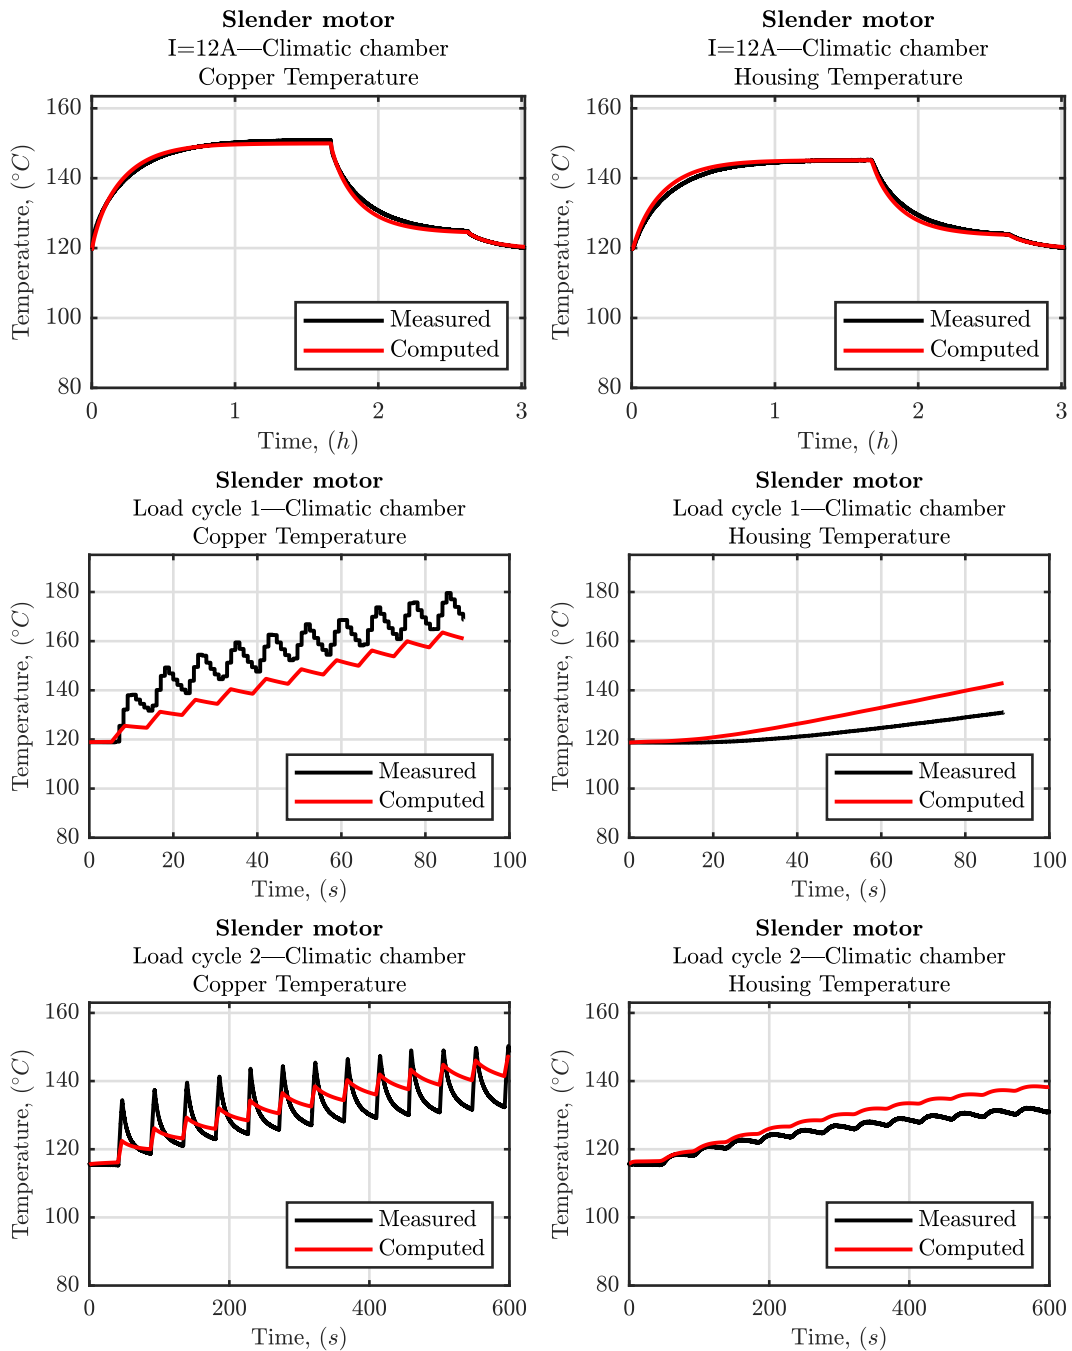 Slender motor
I=12A—Climatic chamber
Copper Temperature
160
140
120
100
80
0
1
2
3
Temperature, (°C)
Time, (h)
Measured
Computed
Slender motor
I=12A—Climatic chamber
Housing Temperature
160
140
120
100
80
0
1
2
3
Temperature, (°C)
Time, (h)
Measured
Computed
Slender motor
Load cycle 1—Climatic chamber
Copper Temperature
180
160
140
120
100
80
0
20
40
60
80
100
Temperature, (°C)
Time, (s)
Measured
Computed
Slender motor
Load cycle 1—Climatic chamber
Housing Temperature
180
160
140
120
100
80
0
20
40
60
80
100
Temperature, (°C)
Time, (s)
Measured
Computed
Slender motor
Load cycle 2—Climatic chamber
Copper Temperature
160
140
120
100
80
0
200
400
600
Temperature, (°C)
Time, (s)
Measured
Computed
Slender motor
Load cycle 2—Climatic chamber
Housing Temperature
160
140
120
100
80
0
200
400
600
Temperature, (°C)
Time, (s)
Measured
Computed